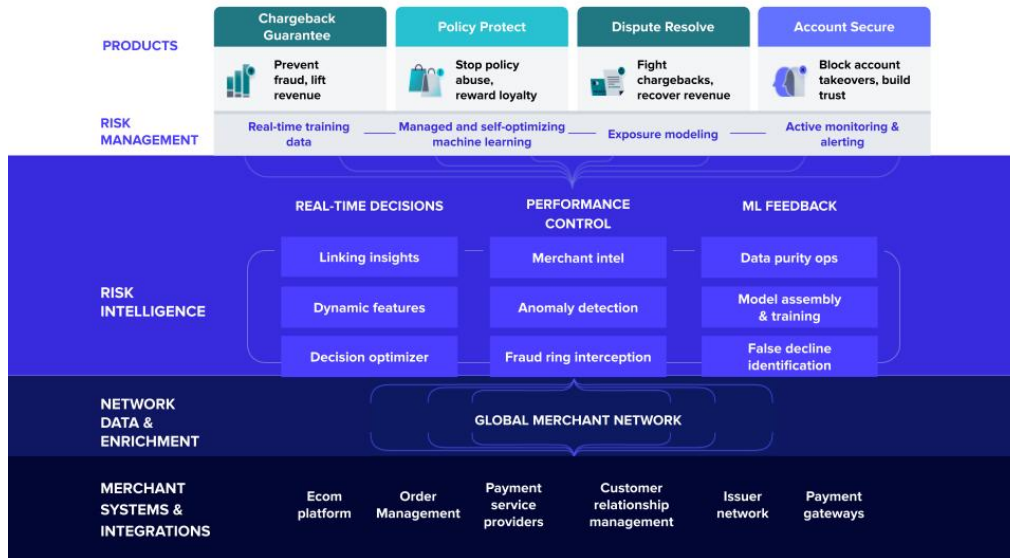 PRODUCTS
Chargeback
Guarantee
Policy Protect
Dispute Resolve
Account Secure
Prevent
fraud, lift
revenue
Stop policy
abuse,
reward loyalty
Fight
chargebacks,
recover revenue
Block account
takeovers, build
trust
RISK
MANAGEMENT
Real-time training
data
Managed and self-optimizing
machine learning
Exposure modeling
Active monitoring &
alerting
RISK
INTELLIGENCE
REAL-TIME DECISIONS
Linking insights
Dynamic features
Decision optimizer
PERFORMANCE
CONTROL
Merchant intel
Anomaly detection
Fraud ring interception
ML FEEDBACK
Data purity ops
Model assembly
& training
False decline
identification
NETWORK
DATA &
ENRICHMENT
GLOBAL MERCHANT NETWORK
MERCHANT
SYSTEMS &
INTEGRATIONS
Ecom
platform
Order
Management
Payment
service
providers
Customer
relationship
management
Issuer
network
Payment
gateways